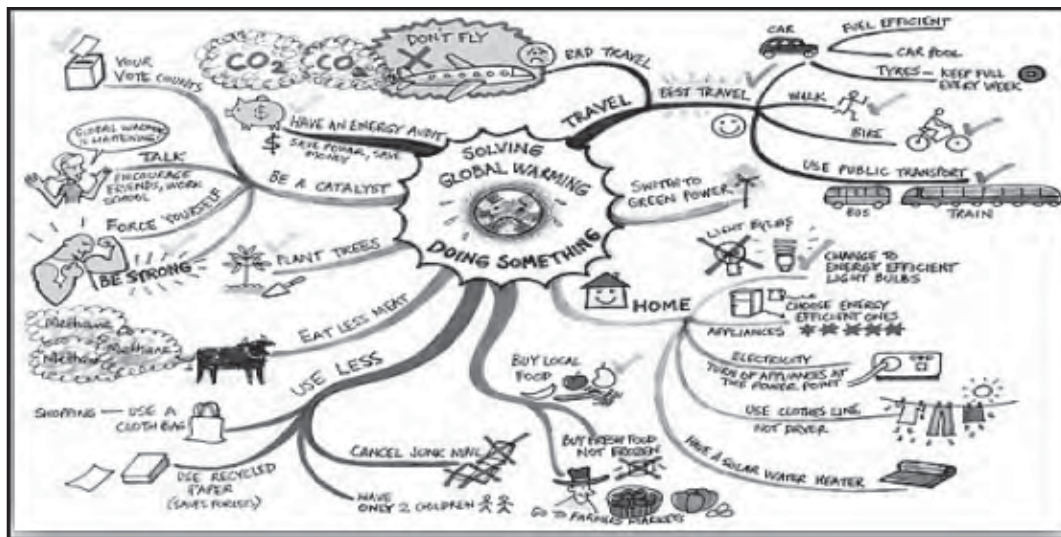 SOLVING
GLOBAL WARMING
DOING SOMETHING
TRAVEL
BAD TRAVEL
DON'T FLY
CO2
CO2
BEST TRAVEL
CAR
FUEL EFFICIENT
CAR POOL
TYRES — KEEP FULL
EVERY WEEK
WALK
BIKE
USE PUBLIC TRANSPORT
BUS
TRAIN
SWITCH TO
GREEN POWER
HOME
LIGHT BULBS
CHANGE TO
ENERGY EFFICIENT
LIGHT BULBS
APPLIANCES
CHOOSE ENERGY
EFFICIENT ONES
ELECTRICITY
TURN OF APPLIANCES AT
THE POWER POINT
USE CLOTHES LINE
NOT DRYER
HAVE A SOLAR WATER HEATER
BUY LOCAL
FOOD
BUY FRESH FOOD
NOT FROZEN
GO TO FARMERS MARKETS
USE LESS
CANCEL JUNK MAIL
HAVE
ONLY 2 CHILDREN
USE RECYCLED
PAPER
(SAVES FORESTS)
SHOPPING — USE A
CLOTH BAG
EAT LESS MEAT
Methane
Methane
Methane
PLANT TREES
BE A CATALYST
YOUR
VOTE COUNTS
TALK
ENCOURAGE
FRIENDS, WORK
SCHOOL
GLOBAL WARMING
IS HAPPENING!
FORCE YOURSELF
BE STRONG
HAVE AN ENERGY AUDIT
$
SAVE POWER, SAVE
MONEY